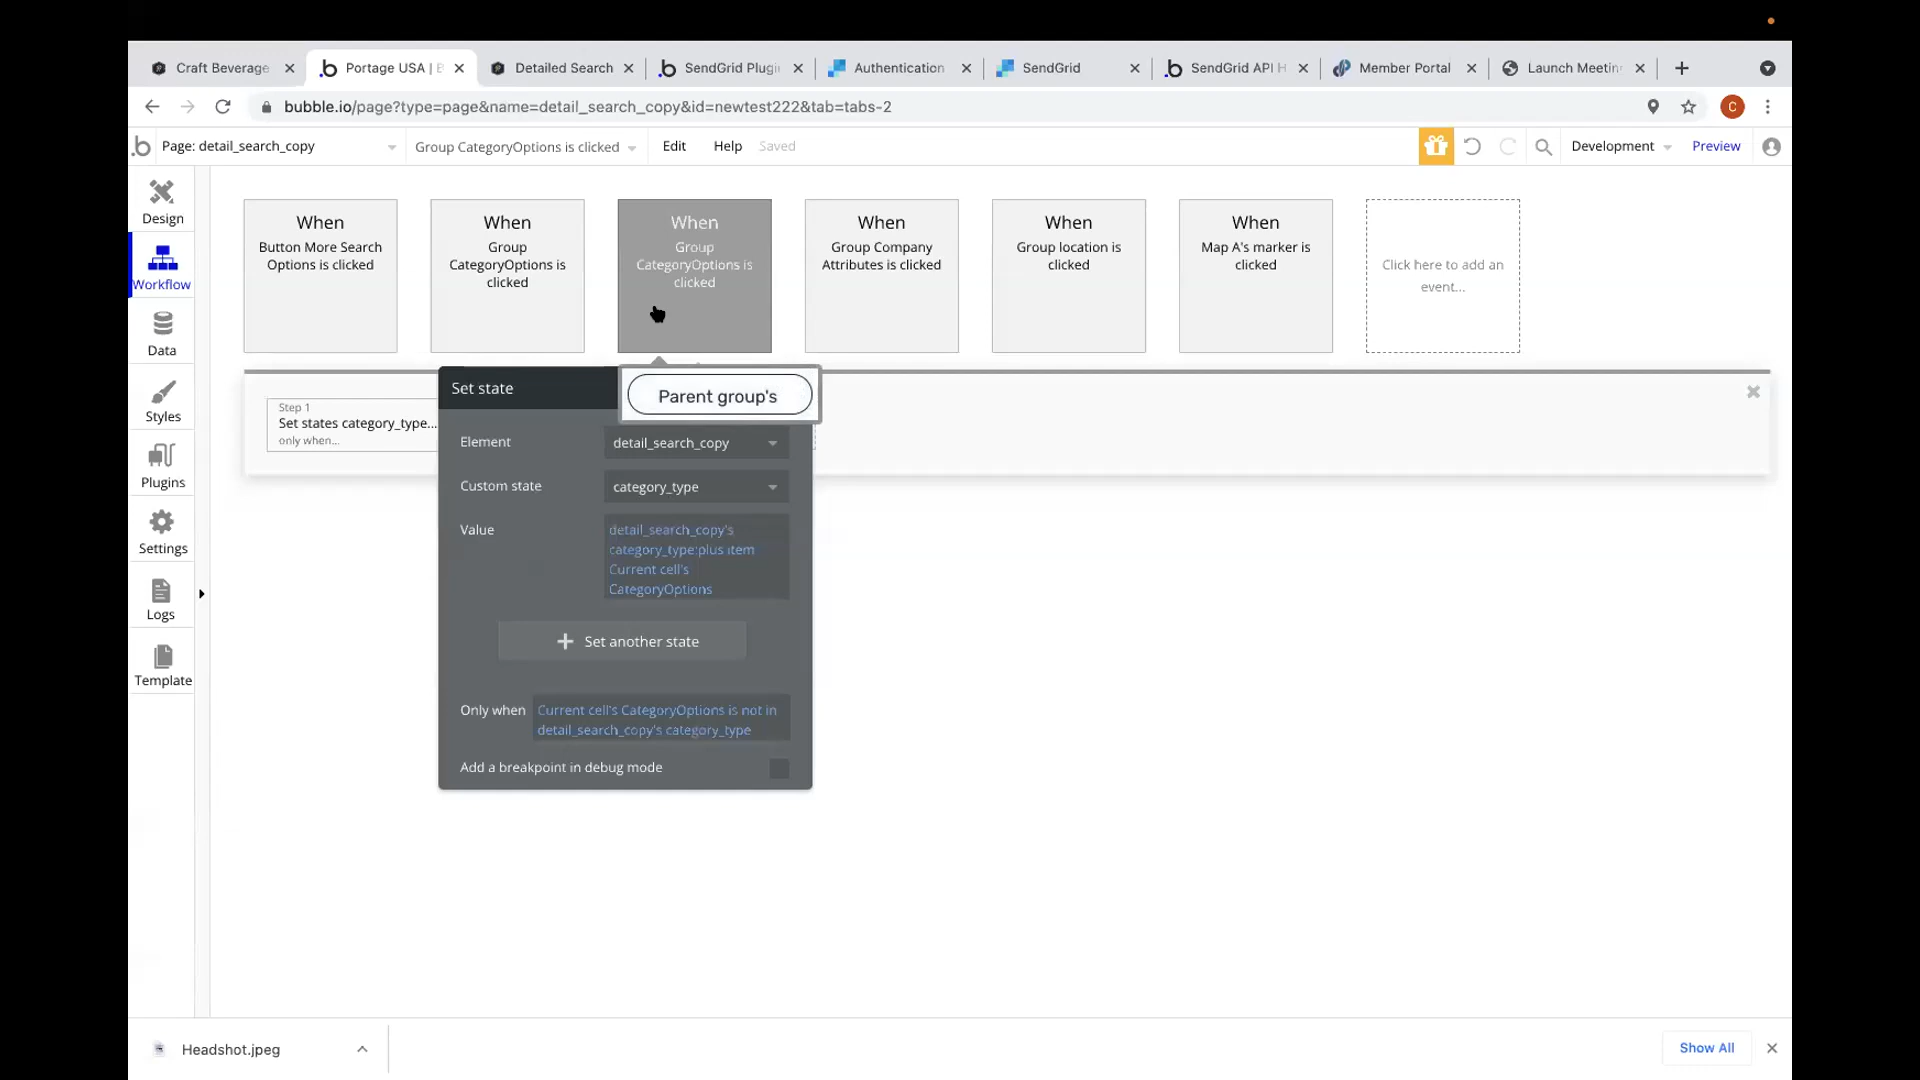 Craft Beverage
Portage USA | B
Detailed Search
SendGrid Plugi
Authentication
SendGrid
SendGrid API H
Member Portal
Launch Meetin
bubble.io/page?type=page&name=detail_search_copy&id=newtest222&tab=tabs-2
C
Page: detail_search_copy
Group CategoryOptions is clicked
Edit
Help
Saved
Development
Preview
Design
Workflow
Data
Styles
Plugins
Settings
Logs
Template
When
Button More Search
Options is clicked
When
Group
CategoryOptions is
clicked
When
Group
CategoryOptions is
clicked
When
Group Company
Attributes is clicked
When
Group location is
clicked
When
Map A's marker is
clicked
Click here to add an
event...
Step 1
Set states category_type...
only when...
Set state
Parent group's
Element
detail_search_copy
Custom state
category_type
Value
detail_search_copy's
category_type:plus item
Current cell's
CategoryOptions
Set another state
Only when
Current cell's CategoryOptions is not in
detail_search_copy's category_type
Add a breakpoint in debug mode
Headshot.jpeg
Show All